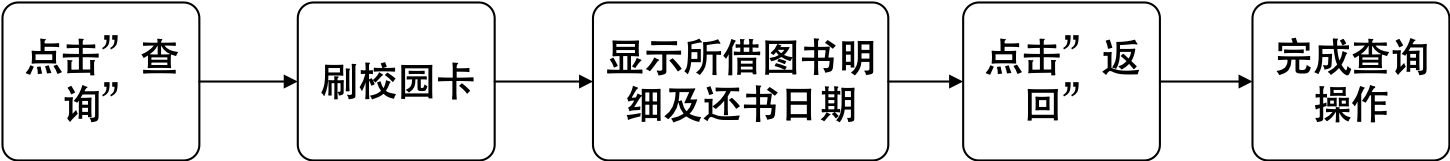 点击”查
询”
刷校园卡
显示所借图书明
细及还书日期
点击”返
回”
完成查询
操作